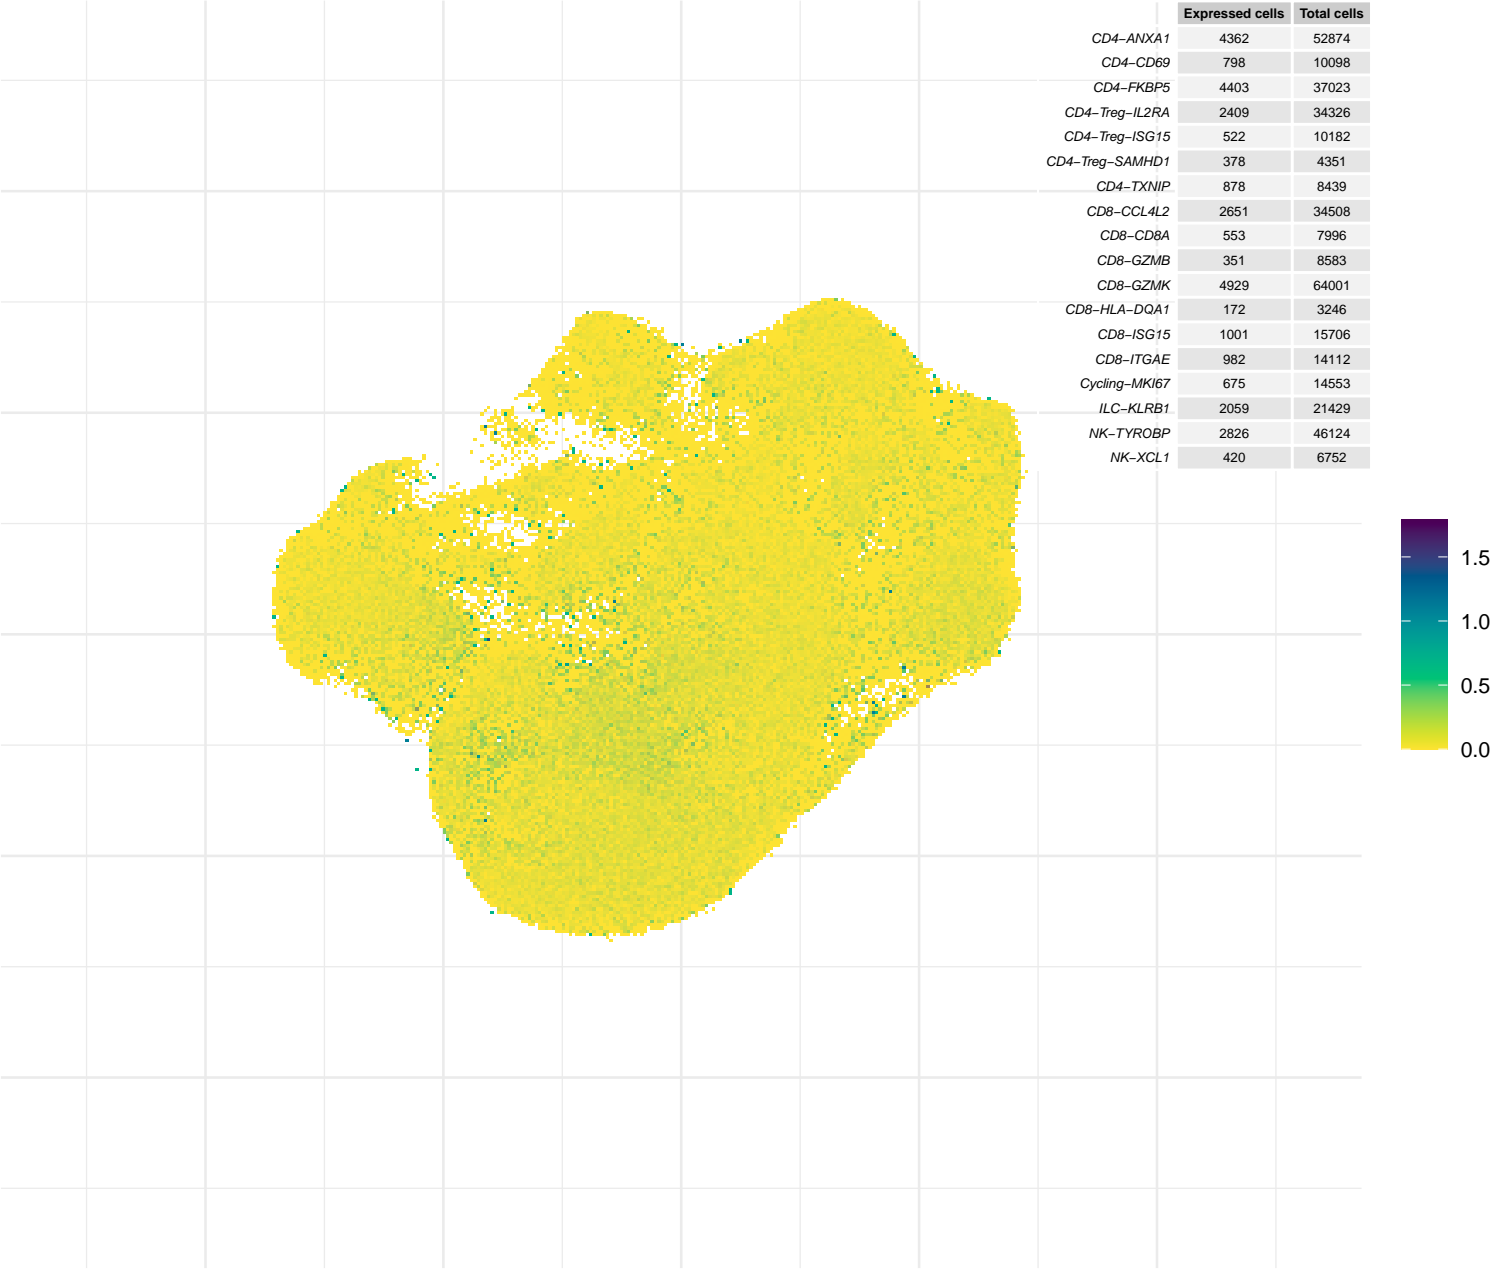 Expressed cells Total cells
CD4−ANXA1 4362 52874
CD4−CD69 798 10098
CD4−FKBP5 4403 37023
CD4−Treg−IL2RA 2409 34326
CD4−Treg−ISG15 522 10182
CD4−Treg−SAMHD1 378 4351
CD4−TXNIP 878 8439
CD8−CCL4L2 2651 34508
CD8−CD8A 553 7996
CD8−GZMB 351 8583
CD8−GZMK 4929 64001
CD8−HLA−DQA1 172 3246
CD8−ISG15 1001 15706
CD8−ITGAE 982 14112
Cycling−MKI67 675 14553
ILC−KLRB1 2059 21429
NK−TYROBP 2826 46124
NK−XCL1 420 6752
1.5
1.0
0.5
0.0